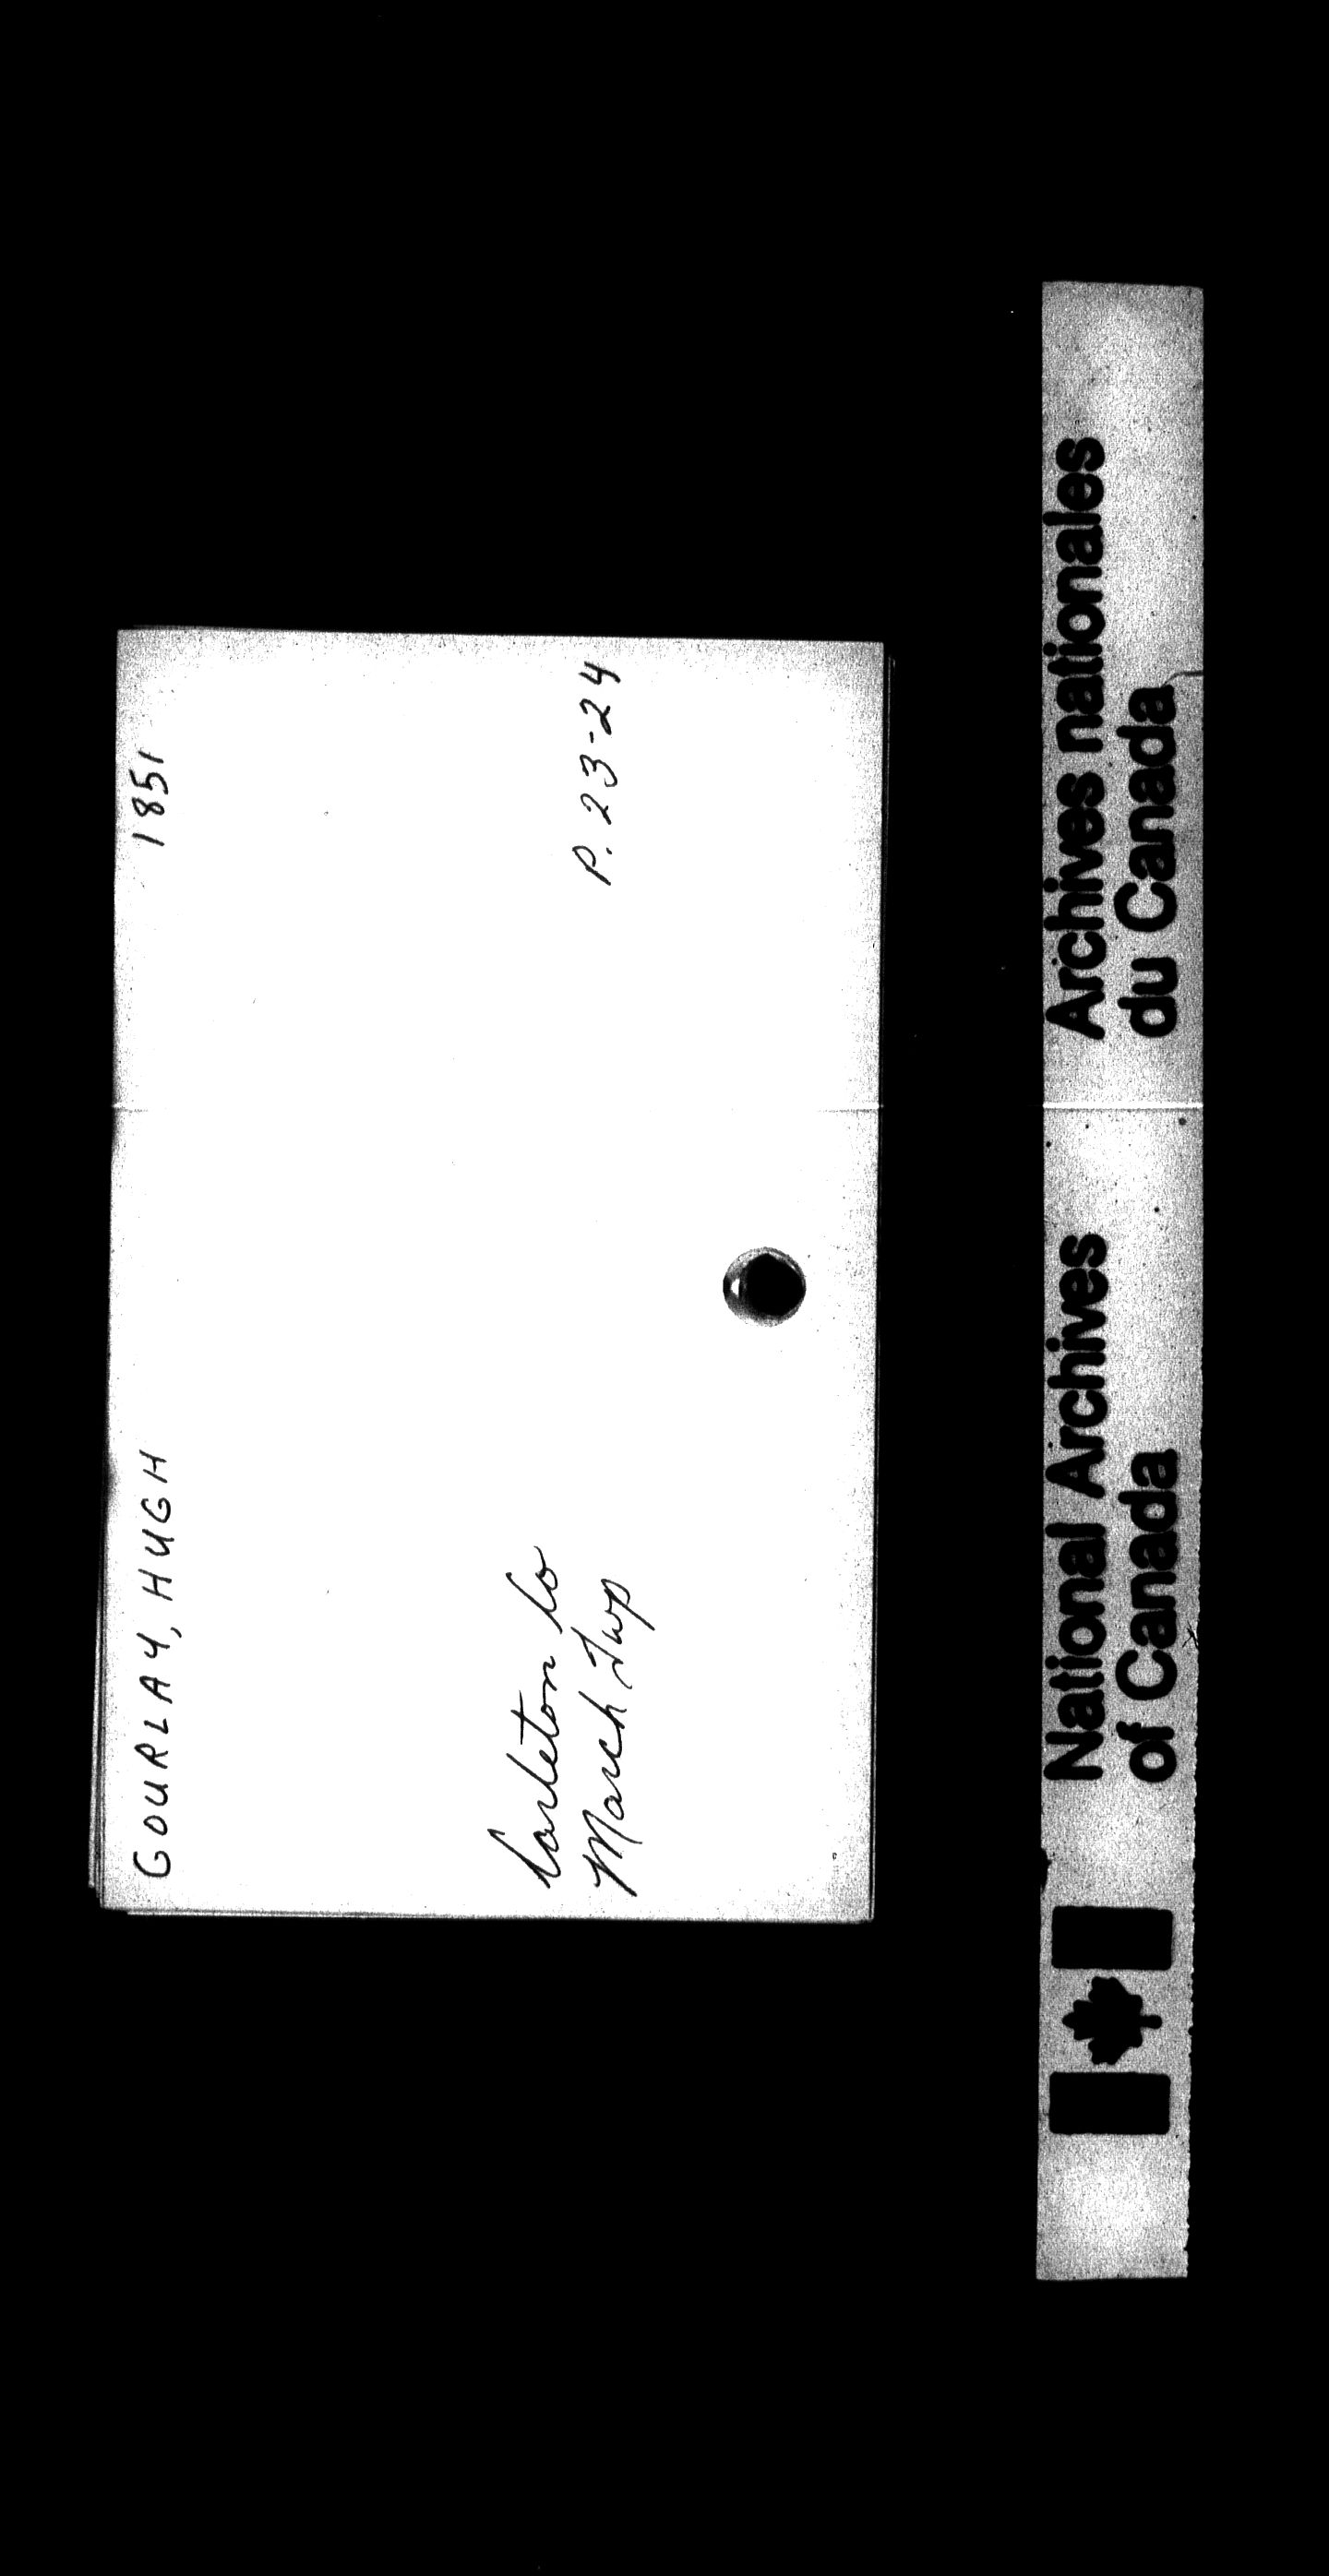 GOURLAY, HUGH 1851
Carleton Co
March Twp P. 23-24
National Archives Archives nationales
of Canada du Canada